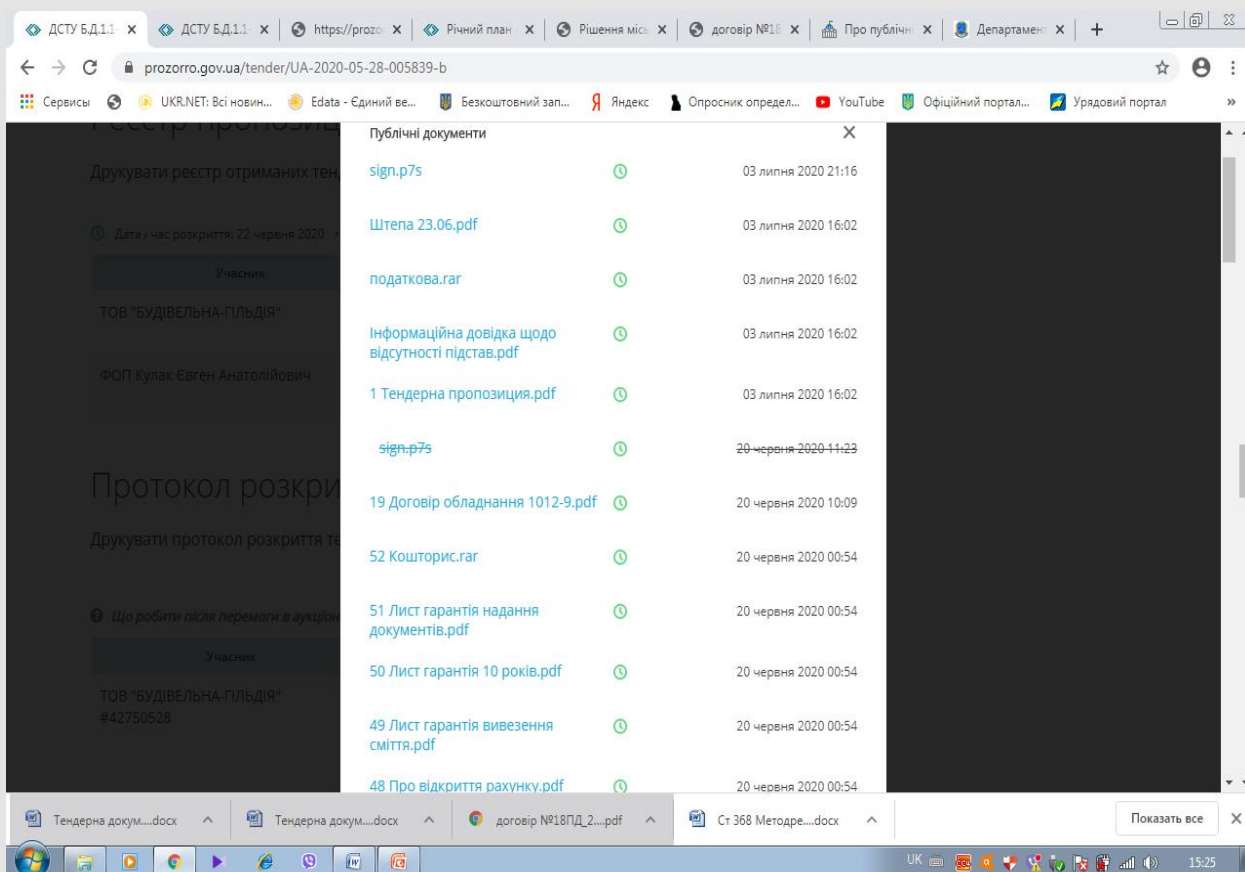 ДСТУ Б.Д.1.1-
ДСТУ Б.Д.1.1-
https://prozo
Річний план
Рішення місь
договір №18
Про публічні
Департамент
prozorro.gov.ua/tender/UA-2020-05-28-005839-b
Сервисы
UKR.NET: Всі новин...
Edata - Єдиний ве...
Безкоштовний зап...
Яндекс
Опросник определ...
YouTube
Офіційний портал...
Урядовий портал
»
Реєстр пропозиц
Друкувати реєстр отриманих тен
Дата і час розкриття: 22 червня 2020
Учасник
ТОВ "БУДІВЕЛЬНА-ГІЛЬДІЯ"
ФОП Кулак Євген Анатолійович
Протокол розкри
Друкувати протокол розкриття те
Що робити після перемоги в аукціон
Учасник
ТОВ "БУДІВЕЛЬНА-ГІЛЬДІЯ"
#42750528
Публічні документи
sign.p7s 03 липня 2020 21:16
Штепа 23.06.pdf 03 липня 2020 16:02
податкова.rar 03 липня 2020 16:02
Інформаційна довідка щодо
відсутності підстав.pdf 03 липня 2020 16:02
1 Тендерна пропозиция.pdf 03 липня 2020 16:02
sign.p7s 20 червня 2020 11:23
19 Договір обладнання 1012-9.pdf 20 червня 2020 10:09
52 Кошторис.rar 20 червня 2020 00:54
51 Лист гарантія надання
документів.pdf 20 червня 2020 00:54
50 Лист гарантія 10 років.pdf 20 червня 2020 00:54
49 Лист гарантія вивезення
сміття.pdf 20 червня 2020 00:54
48 Про відкриття рахунку.pdf 20 червня 2020 00:54
Тендерна докум....docx
Тендерна докум....docx
договір №18ПД_2....pdf
Ст 368 Методре....docx
Показать все
UK
15:25